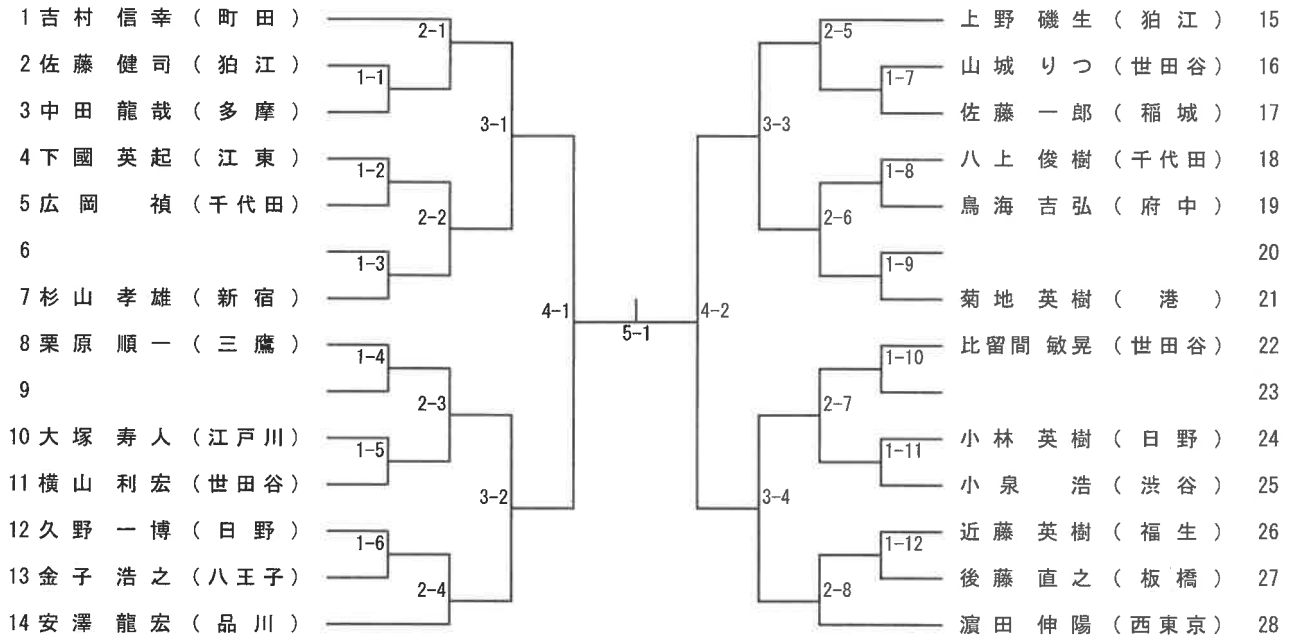 1 吉村 信幸 (町田)
2 佐藤 健司 (狛江)
3 中田 龍哉 (多摩)
4 下國 英起 (江東)
5 広岡 禎 (千代田)
6
7 杉山 孝雄 (新宿)
8 栗原 順一 (三鷹)
9
10 大塚 寿人 (江戸川)
11 横山 利宏 (世田谷)
12 久野 一博 (日野)
13 金子 浩之 (八王子)
14 安澤 龍宏 (品川)
1-1
1-2
1-3
1-4
1-5
1-6
2-1
2-2
2-3
2-4
3-1
3-2
4-1
5-1
4-2
3-3
3-4
2-5
2-6
2-7
2-8
1-7
1-8
1-9
1-10
1-11
1-12
上野 磯生 (狛江) 15
山城 りつ (世田谷) 16
佐藤 一郎 (稲城) 17
八上 俊樹 (千代田) 18
鳥海 吉弘 (府中) 19
20
菊地 英樹 (港) 21
比留間 敏晃 (世田谷) 22
23
小林 英樹 (日野) 24
小泉 浩 (渋谷) 25
近藤 英樹 (福生) 26
後藤 直之 (板橋) 27
濵田 伸陽 (西東京) 28